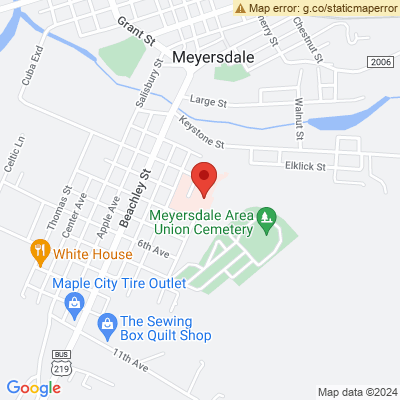 Map error: g.co/staticmaperror
Grant St
Cherry St
Chestnut St
Cuba Exd
Salisbury St
Meyersdale
2006
Large St
Walnut St
Keystone St
Celtic Ln
Elklick St
Beachley St
Thomas St
Center Ave
Apple Ave
Meyersdale Area
Union Cemetery
White House
6th Ave
Maple City Tire Outlet
The Sewing
Box Quilt Shop
BUS
219
11th Ave
Google
Map data ©2024